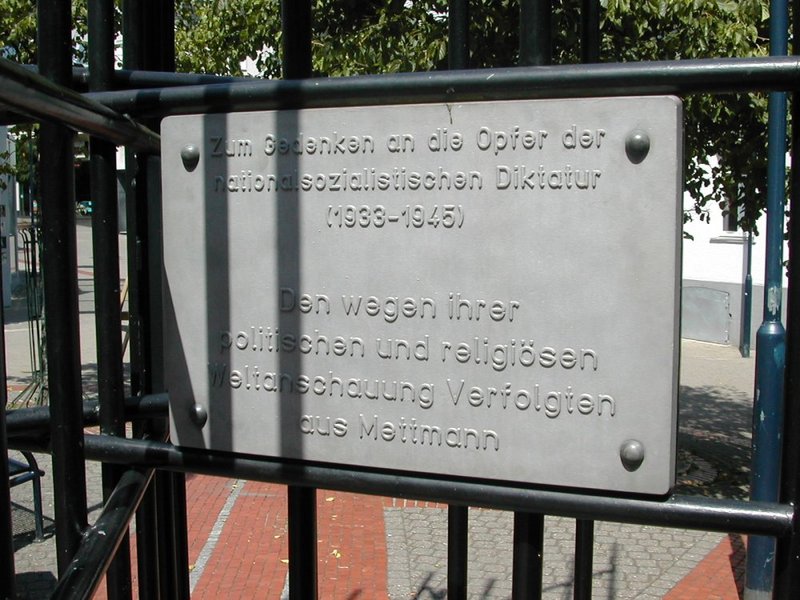 Zum Gedenken an die Opfer der
nationalsozialistischen Diktatur
(1933-1945)
Den wegen ihrer
politischen und religiösen
Weltanschauung Verfolgten
aus Mettmann